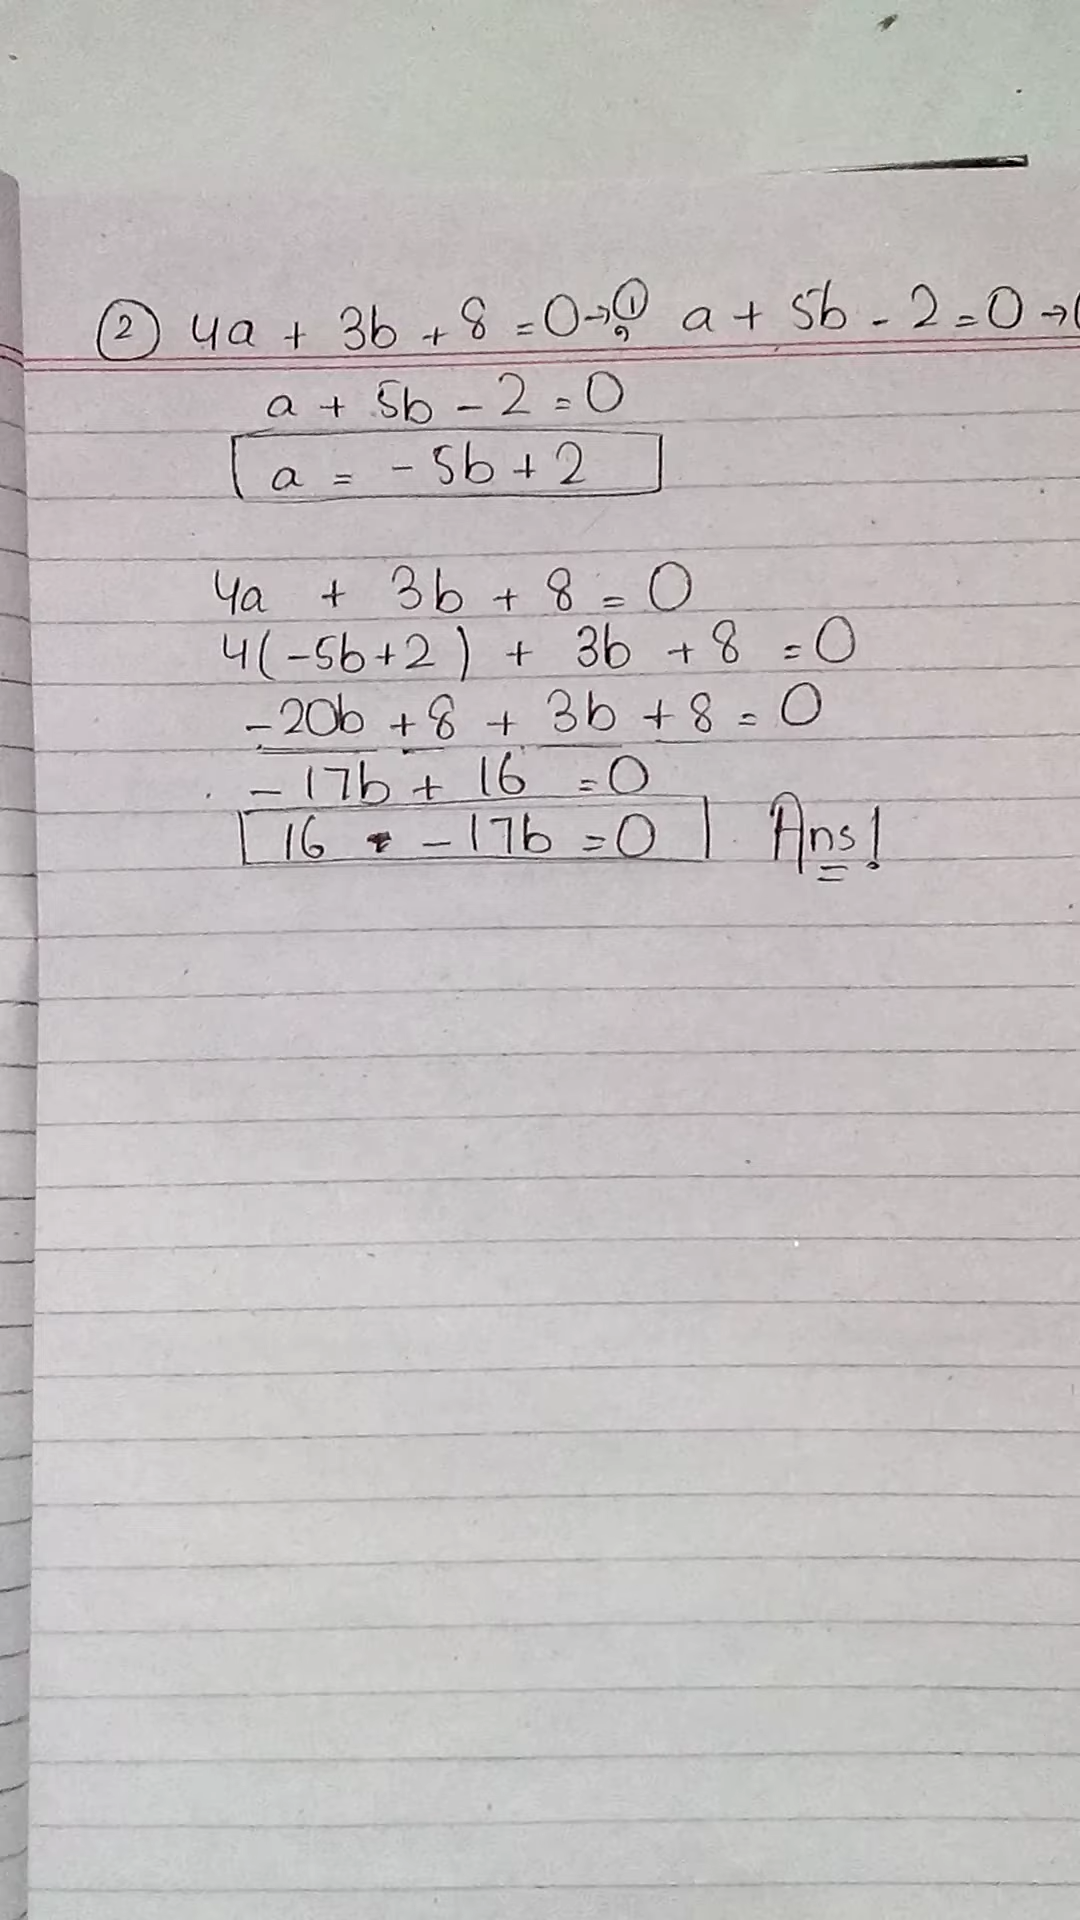 ② 4a + 3b + 8 = 0 → ①, a + 5b - 2 = 0 →
a + 5b - 2 = 0
a = - 5b + 2
4a + 3b + 8 = 0
4(-5b+2) + 3b + 8 = 0
-20b + 8 + 3b + 8 = 0
- 17b + 16 = 0
16 - 17b = 0 Ans!